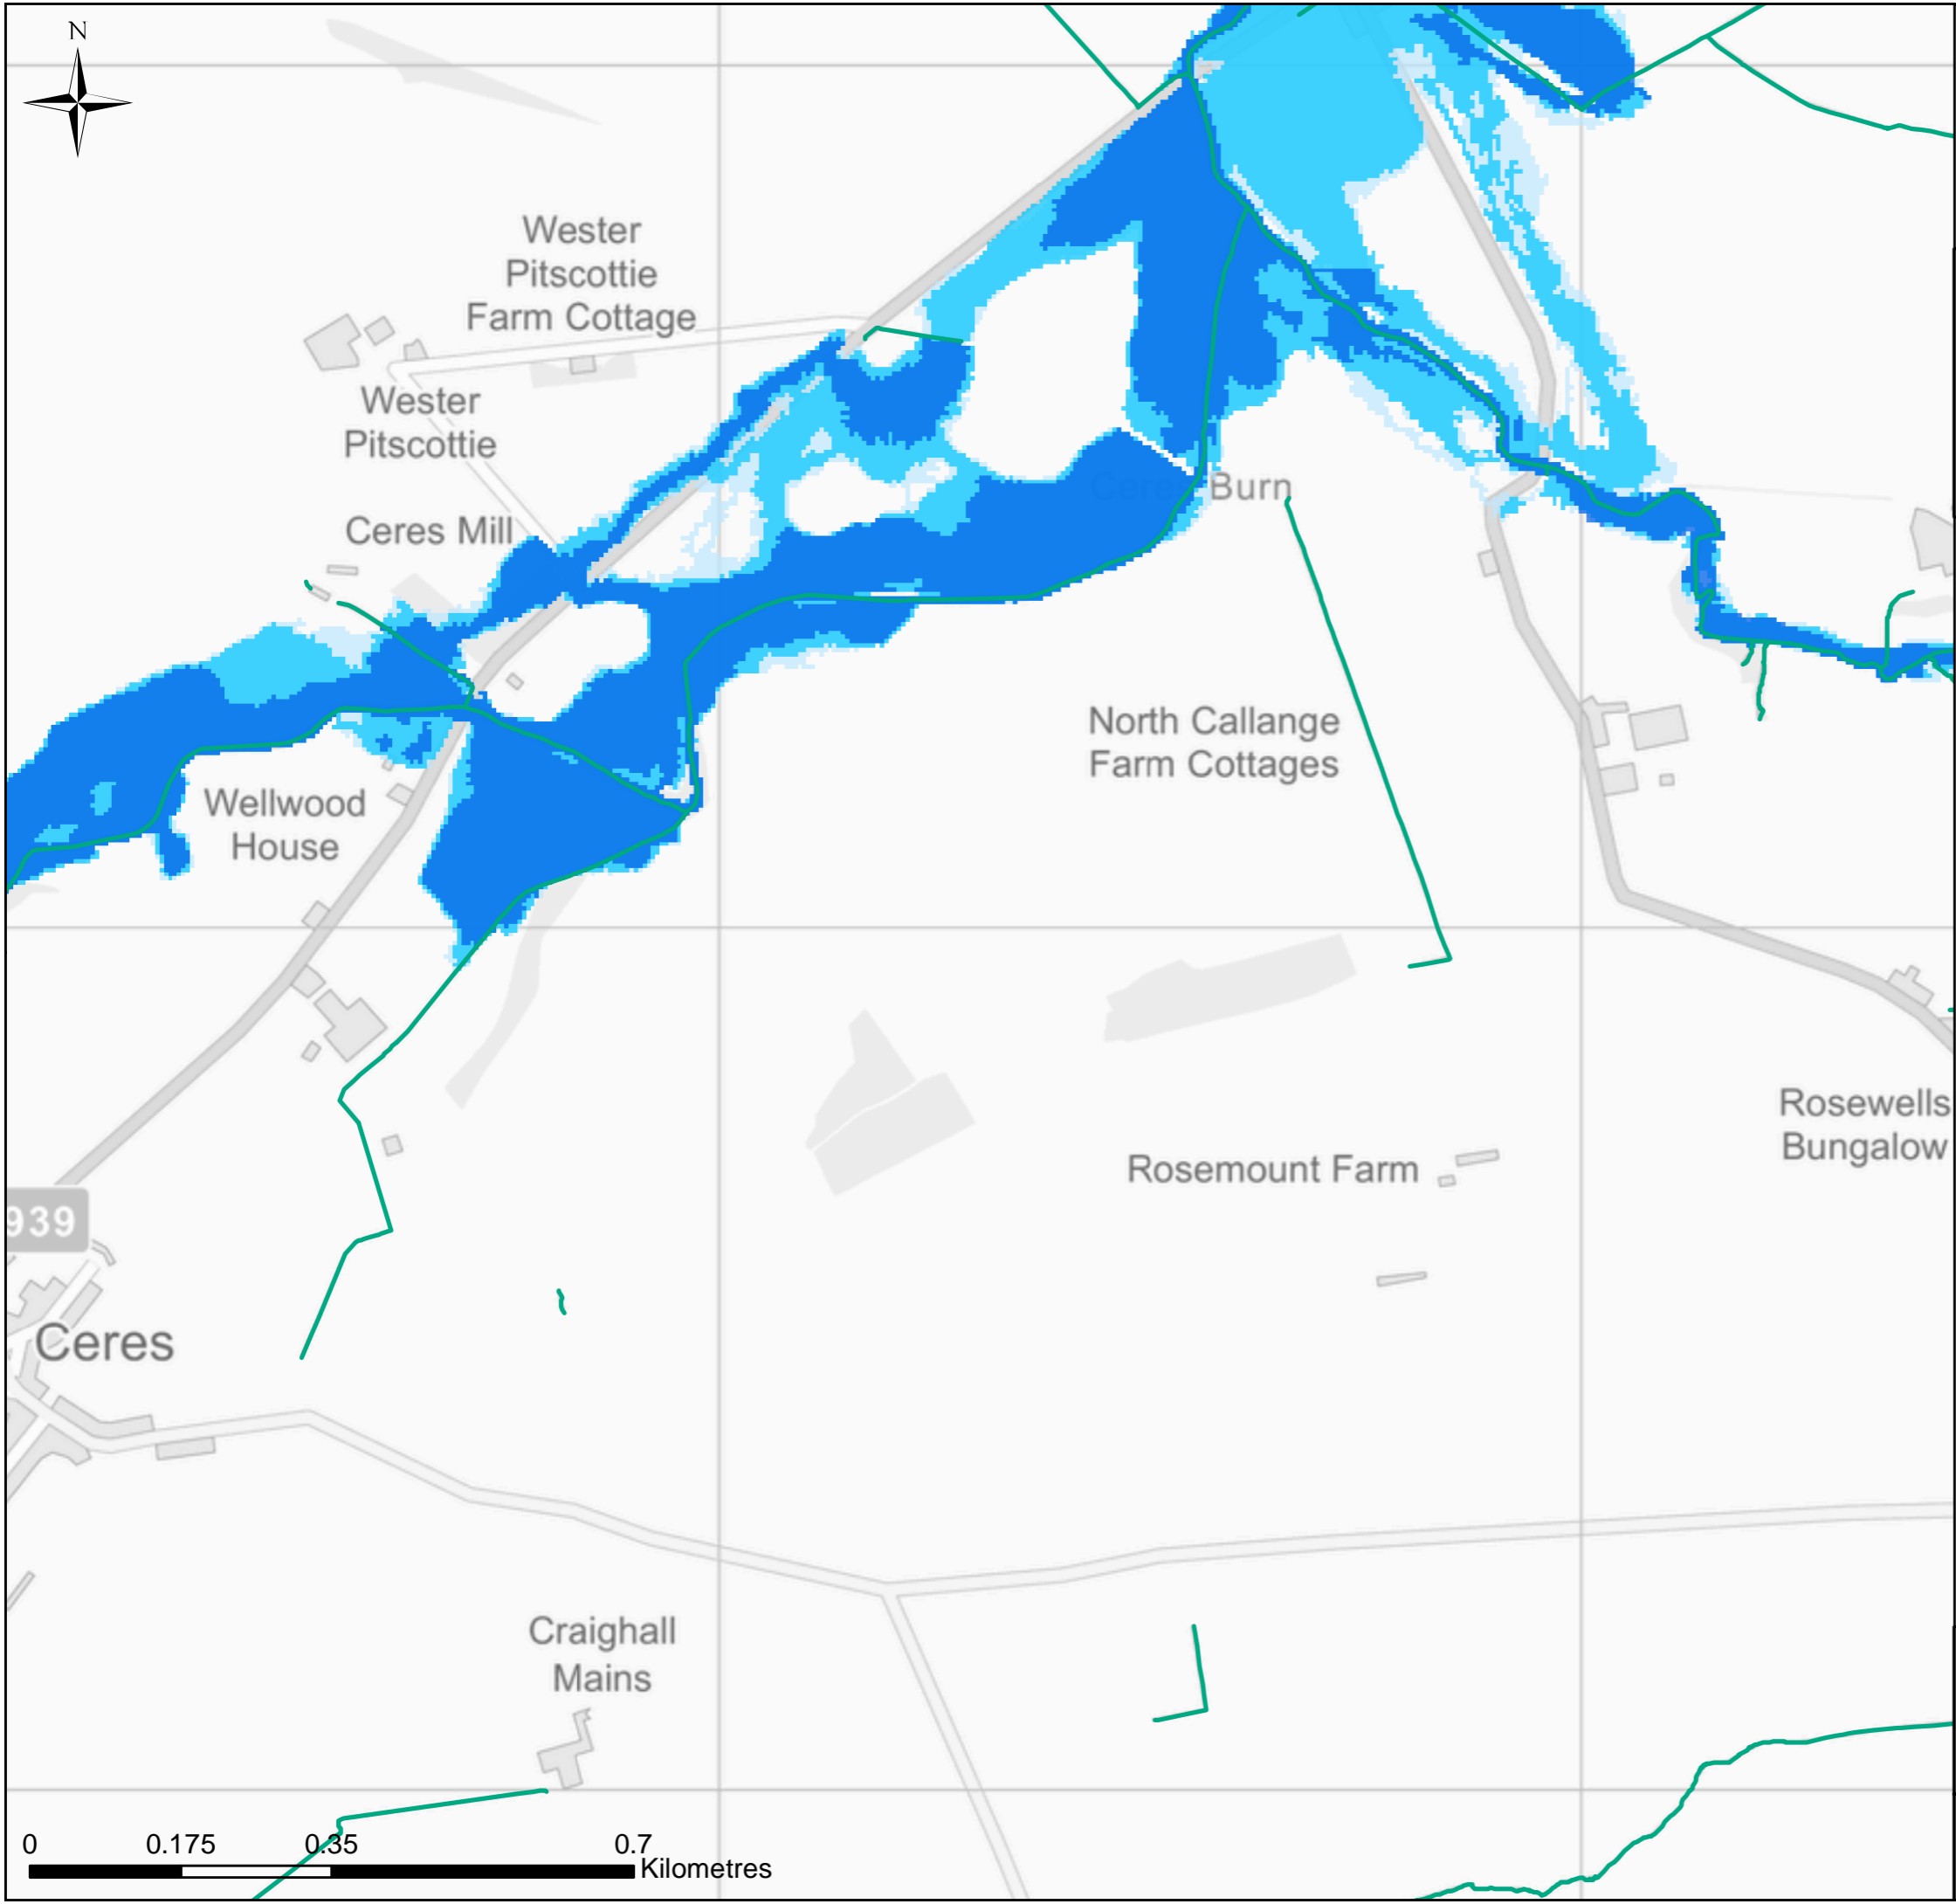 N
Wester
Pitscottie
Farm Cottage
Wester
Pitscottie
Ceres Mill
Ceres Burn
North Callange
Farm Cottages
Wellwood
House
Rosewells
Bungalow
Rosemount Farm
939
Ceres
Craighall
Mains
0 0.175 0.35 0.7
Kilometres